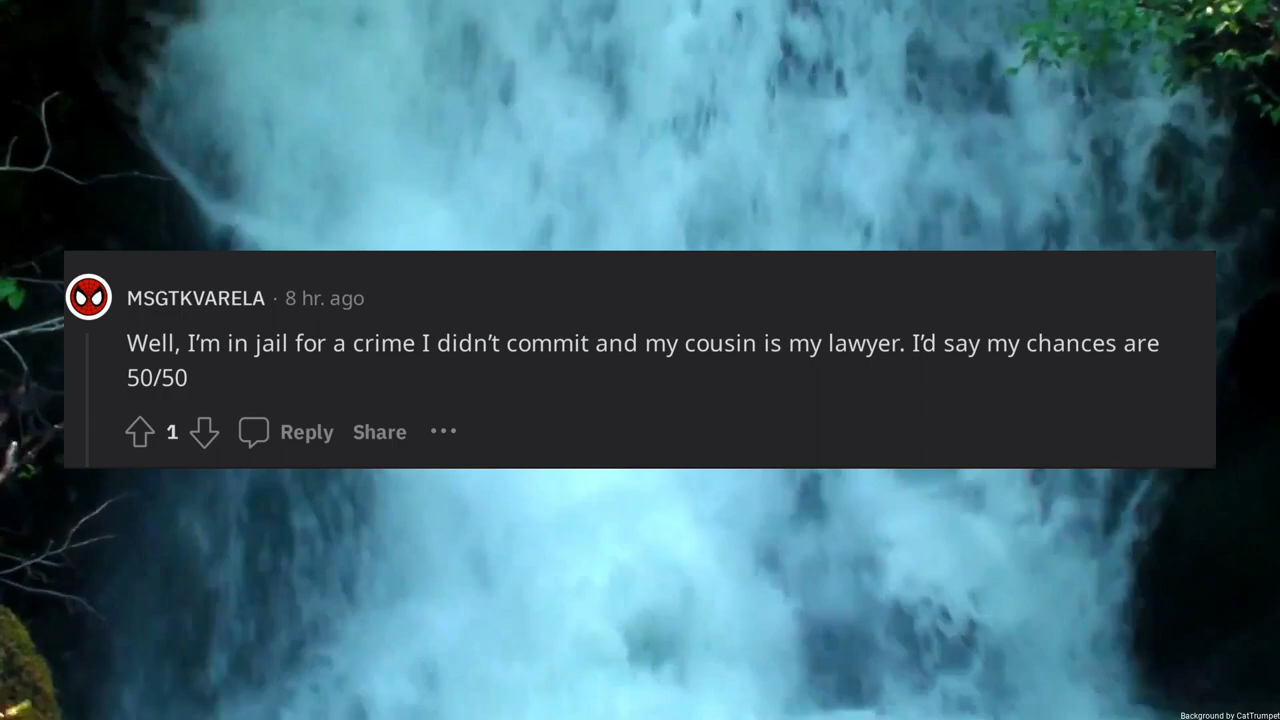 MSGTKVARELA · 8 hr. ago
Well, I’m in jail for a crime I didn’t commit and my cousin is my lawyer. I’d say my chances are
50/50
1 Reply Share ···
Background by CatTrumpet